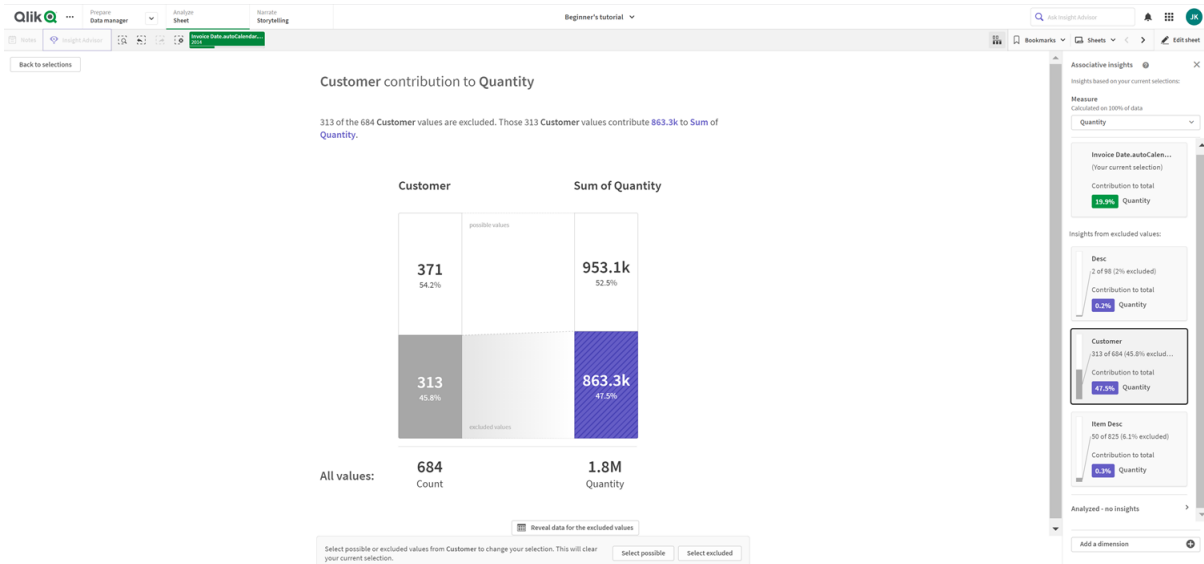 Qlik
Prepare
Data manager
Analyze
Sheet
Narrate
Storytelling
Beginner's tutorial
Ask Insight Advisor
JK
Notes
Insight Advisor
Invoice Date.autoCalendar....
2014
Bookmarks
Sheets
Edit sheet
Back to selections
Customer contribution to Quantity
313 of the 684 Customer values are excluded. Those 313 Customer values contribute 863.3k to Sum of
Quantity.
Customer
Sum of Quantity
possible values
371
54.2%
953.1k
52.5%
313
45.8%
863.3k
47.5%
excluded values
All values:
684
Count
1.8M
Quantity
Reveal data for the excluded values
Select possible or excluded values from Customer to change your selection. This will clear
your current selection.
Select possible
Select excluded
Associative insights
Insights based on your current selections:
Measure
Calculated on 100% of data
Quantity
Invoice Date.autoCalen...
(Your current selection)
Contribution to total
19.9% Quantity
Insights from excluded values:
Desc
2 of 98 (2% excluded)
Contribution to total
0.2% Quantity
Customer
313 of 684 (45.8% exclud...
Contribution to total
47.5% Quantity
Item Desc
50 of 825 (6.1% excluded)
Contribution to total
0.3% Quantity
Analyzed - no insights
Add a dimension